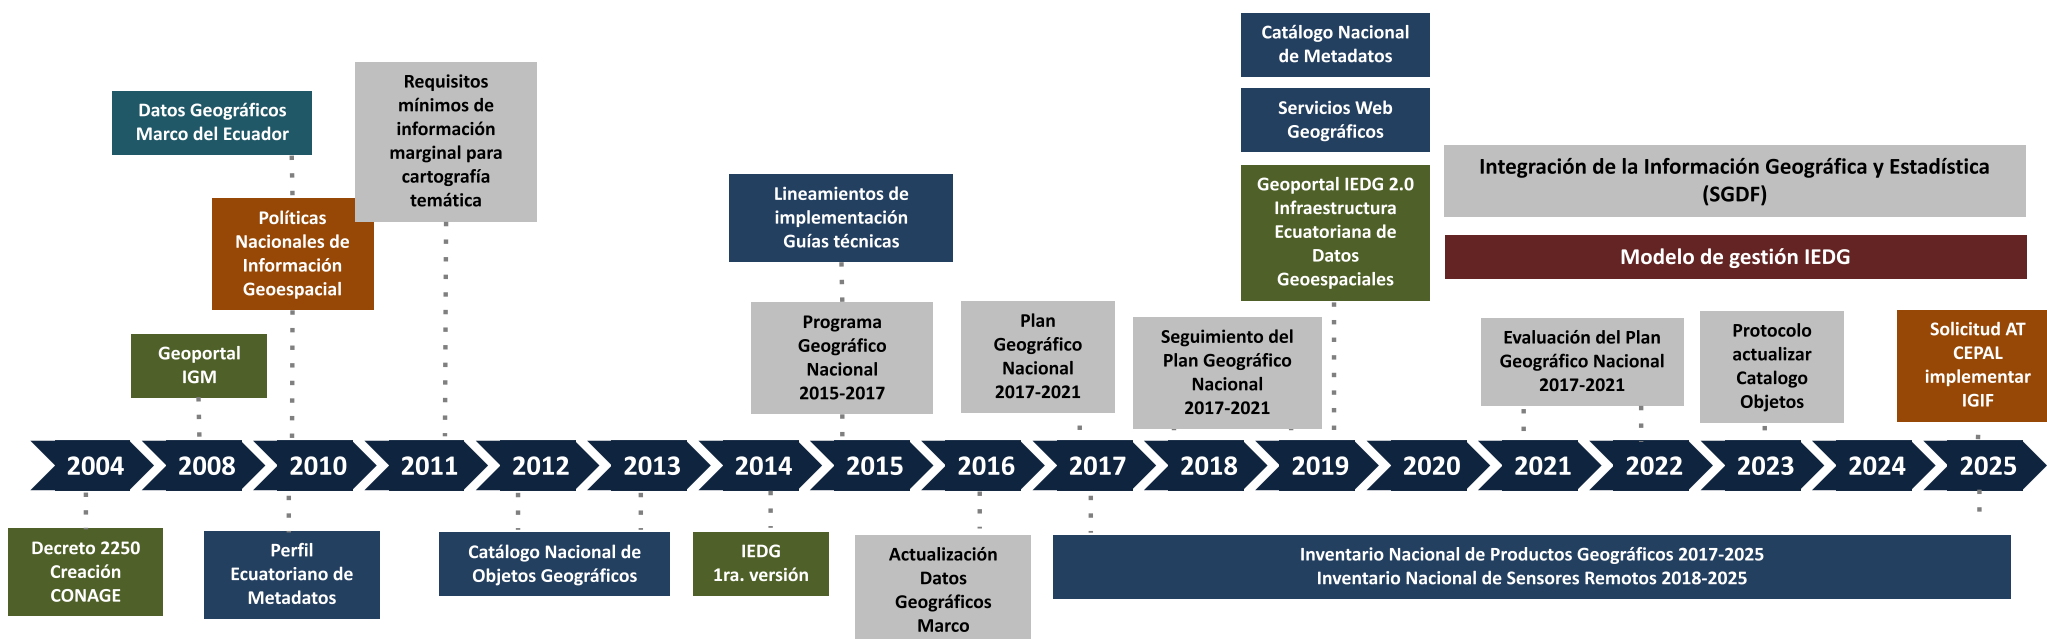 Catálogo Nacional
de Metadatos
Servicios Web
Geográficos
Geoportal IEDG 2.0
Infraestructura
Ecuatoriana de
Datos
Geoespaciales
Requisitos
mínimos de
información
marginal para
cartografía
temática
Datos Geográficos
Marco del Ecuador
Políticas
Nacionales de
Información
Geoespacial
Geoportal
IGM
Lineamientos de
implementación
Guías técnicas
Programa
Geográfico
Nacional
2015-2017
Plan
Geográfico
Nacional
2017-2021
Seguimiento del
Plan Geográfico
Nacional
2017-2021
Integración de la Información Geográfica y Estadística
(SGDF)
Modelo de gestión IEDG
Evaluación del Plan
Geográfico Nacional
2017-2021
Protocolo
actualizar
Catalogo
Objetos
Solicitud AT
CEPAL
implementar
IGIF
2004 2008 2010 2011 2012 2013 2014 2015 2016 2017 2018 2019 2020 2021 2022 2023 2024 2025
Decreto 2250
Creación
CONAGE
Perfil
Ecuatoriano de
Metadatos
Catálogo Nacional de
Objetos Geográficos
IEDG
1ra. versión
Actualización
Datos
Geográficos
Marco
Inventario Nacional de Productos Geográficos 2017-2025
Inventario Nacional de Sensores Remotos 2018-2025